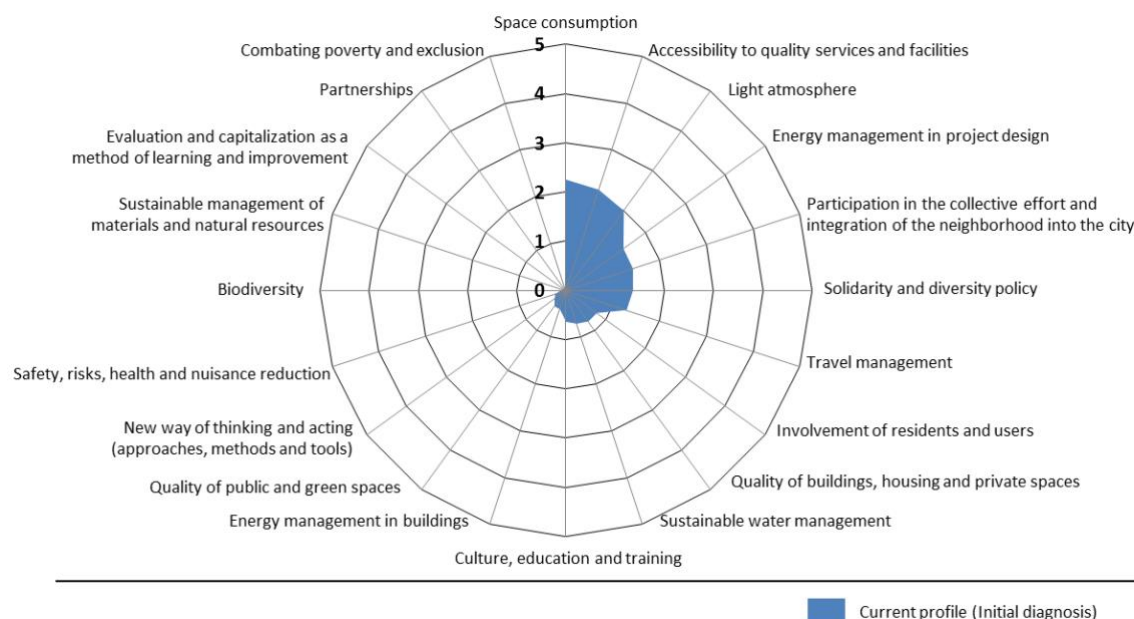 Space consumption
Combating poverty and exclusion
5
Accessibility to quality services and facilities
Partnerships
4
Light atmosphere
Evaluation and capitalization as a
method of learning and improvement
3
Energy management in project design
Sustainable management of
materials and natural resources
2
Participation in the collective effort and
integration of the neighborhood into the city
1
Biodiversity
0
Solidarity and diversity policy
Safety, risks, health and nuisance reduction
Travel management
New way of thinking and acting
(approaches, methods and tools)
Involvement of residents and users
Quality of public and green spaces
Quality of buildings, housing and private spaces
Energy management in buildings
Sustainable water management
Culture, education and training
Current profile (Initial diagnosis)